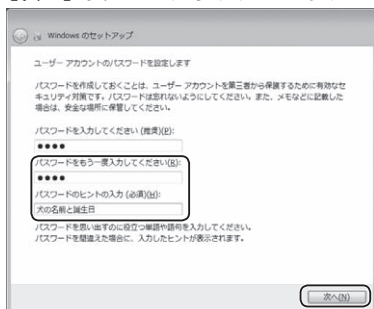 Windows のセットアップ
ユーザー アカウントのパスワードを設定します
パスワードを作成しておくことは、ユーザー アカウントを第三者から保護するために有効なセ
キュリティ対策です。パスワードは忘れないようにしてください。また、メモなどに記載した
場合は、安全な場所に保管してください。
パスワードを入力してください (推奨)(P):
●●●●
パスワードをもう一度入力してください(R):
●●●●
パスワードのヒントの入力 (必須)(H):
犬の名前と誕生日
パスワードを思い出すのに役立つ単語や語句を入力してください。
パスワードを間違えた場合に、入力したヒントが表示されます。
次へ(N)